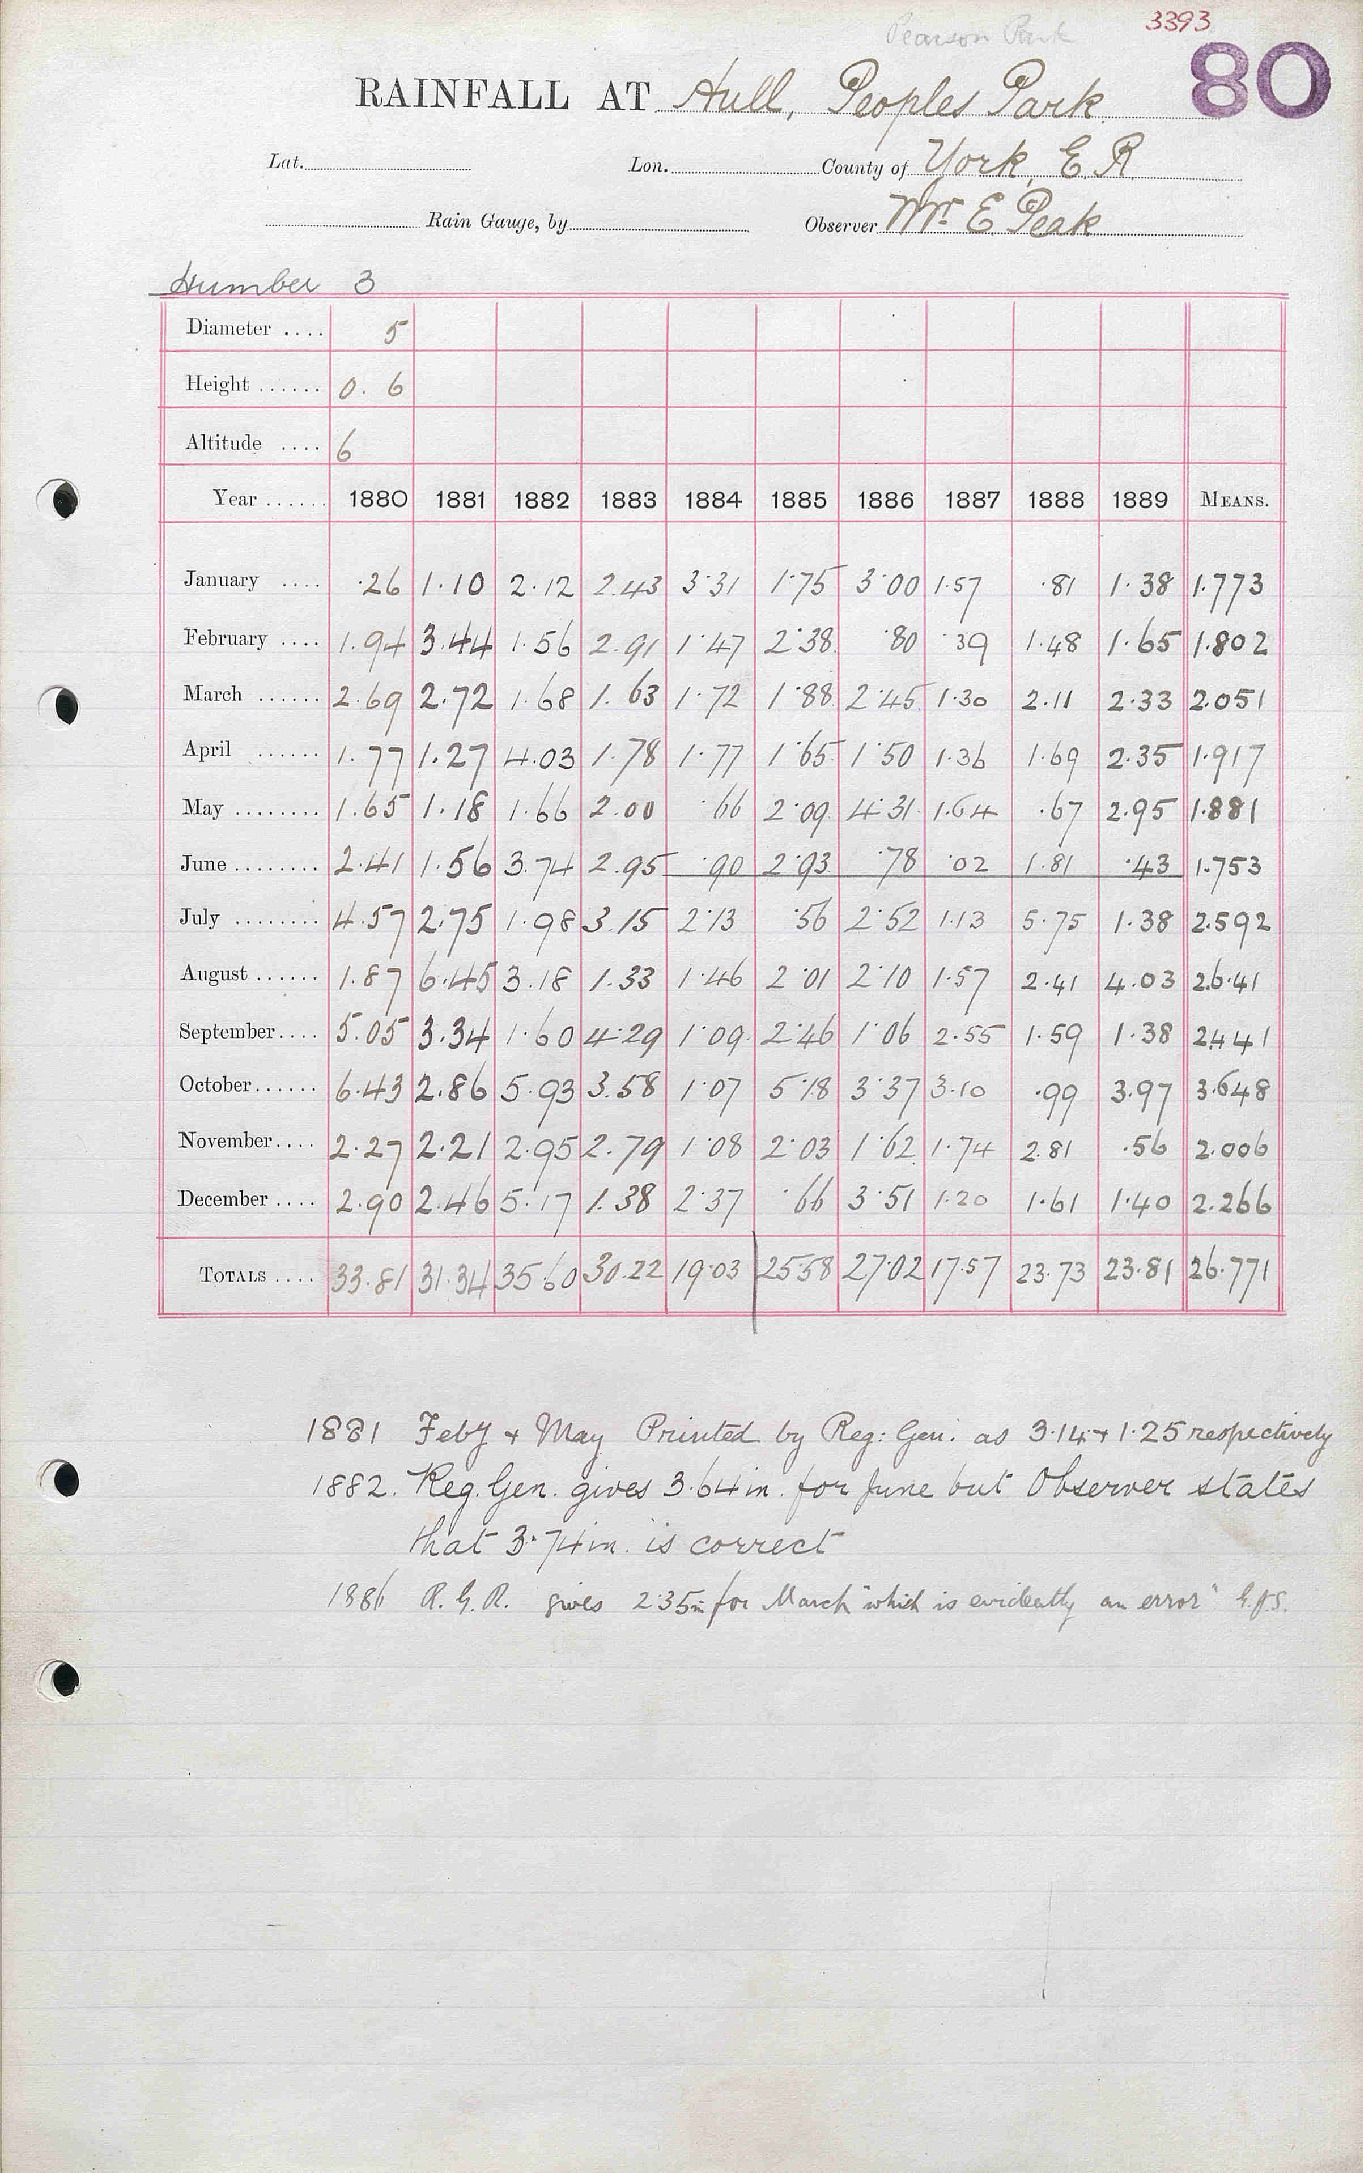 3393
Pearson Park
80
RAINFALL AT Hull, Peoples Park
Lat. Lon. County of York, E. R
Rain Gauge, by Observer Mr. E Peak
Humber 3
Diameter .... 5
Height ...... 0. 6
Altitude .... 6
Year ...... 1880 1881 1882 1883 1884 1885 1886 1887 1888 1889 MEANS.
January .... ·26 1·10 2·12 2.43 3·31 1·75 3·00 1·57 ·81 1·38 1.773
February .... 1.94 3.44 1·56 2.91 1·47 2·38 ·80 ·39 1·48 1·65 1.802
March ...... 2.69 2.72 1·68 1.63 1·72 1·88 2·45 1·30 2.11 2.33 2.051
April ...... 1.77 1.27 4.03 1.78 1·77 1·65 1·50 1·36 1·69 2.35 1.917
May ........ 1.65 1.18 1·66 2.00 ·66 2·09 4·31 1·64 ·67 2.95 1.881
June ........ 2.41 1.56 3.74 2.95 ·90 2·93 ·78 ·02 1·81 ·43 1.753
July ........ 4.57 2.75 1·98 3.15 2·13 ·56 2·52 1·13 5·75 1·38 2.592
August ...... 1.87 6.45 3.18 1.33 1·46 2·01 2·10 1·57 2·41 4.03 26·41
September .... 5.05 3.34 1·60 4.29 1·09 2·46 1·06 2.55 1·59 1·38 2441
October ...... 6.43 2.86 5.93 3.58 1·07 5·18 3·37 3·10 ·99 3.97 3.648
November .... 2.27 2.21 2.95 2.79 1·08 2·03 1·62 1·74 2.81 ·56 2.006
December .... 2.90 2.46 5·17 1.38 2·37 ·66 3·51 1·20 1·61 1·40 2.266
TOTALS .... 33.81 31.34 35.60 30.22 19·03 25·58 27·02 17·57 23·73 23.81 26.771
1881 Feby + May Printed by Reg: Gen. as 3·14 + 1·25 respectively
1882. Reg. Gen. gives 3.64 in. for June but Observer states
that 3·74 in. is correct
1886 R. G. R. gives 2·35 in for March "which is evidently an error" G.J.S.